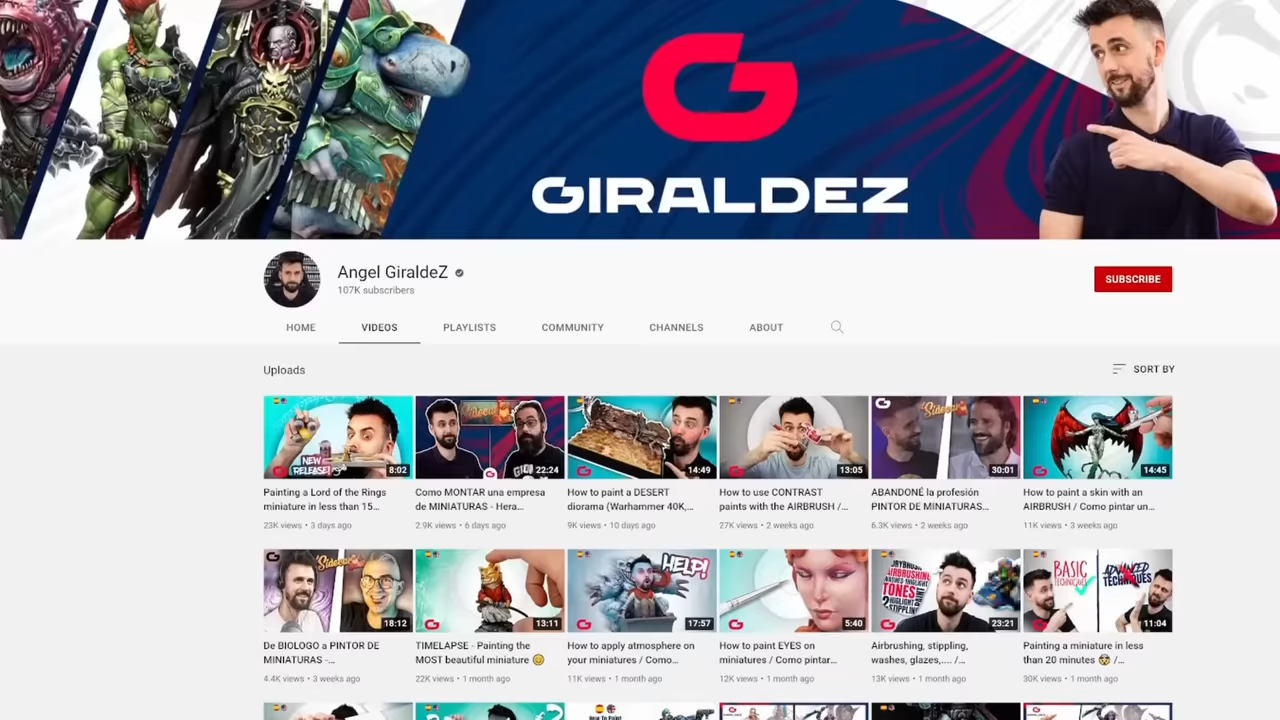 G
GIRALDEZ
Angel GiraldeZ
107K subscribers
SUBSCRIBE
HOME
VIDEOS
PLAYLISTS
COMMUNITY
CHANNELS
ABOUT
Uploads
SORT BY
NEW
RELEASE!
8:02
Sidecar
22:24
14:49
13:05
Sidecar
30:01
14:45
Painting a Lord of the Rings
miniature in less than 15...
23K views • 3 days ago
Como MONTAR una empresa
de MINIATURAS - Hera...
2.9K views • 6 days ago
How to paint a DESERT
diorama (Warhammer 40K,...
9K views • 10 days ago
How to use CONTRAST
paints with the AIRBRUSH /...
27K views • 2 weeks ago
ABANDONÉ la profesión
PINTOR DE MINIATURAS...
6.3K views • 2 weeks ago
How to paint a skin with an
AIRBRUSH / Como pintar un...
11K views • 3 weeks ago
Sidecar
18:12
13:11
HELP!
17:57
5:40
AIRBRUSHING
TONES
23:21
BASIC
TECHNIQUES
ADVANCED
TECHNIQUES
11:04
De BIOLOGO a PINTOR DE
MINIATURAS -...
4.4K views • 3 weeks ago
TIMELAPSE - Painting the
MOST beautiful miniature
22K views • 1 month ago
How to apply atmosphere on
your miniatures / Como...
11K views • 1 month ago
How to paint EYES on
miniatures / Como pintar...
12K views • 1 month ago
Airbrushing, stippling,
washes, glazes,.... /...
13K views • 1 month ago
Painting a miniature in less
than 20 minutes 🤯 /...
30K views • 1 month ago
How To Paint